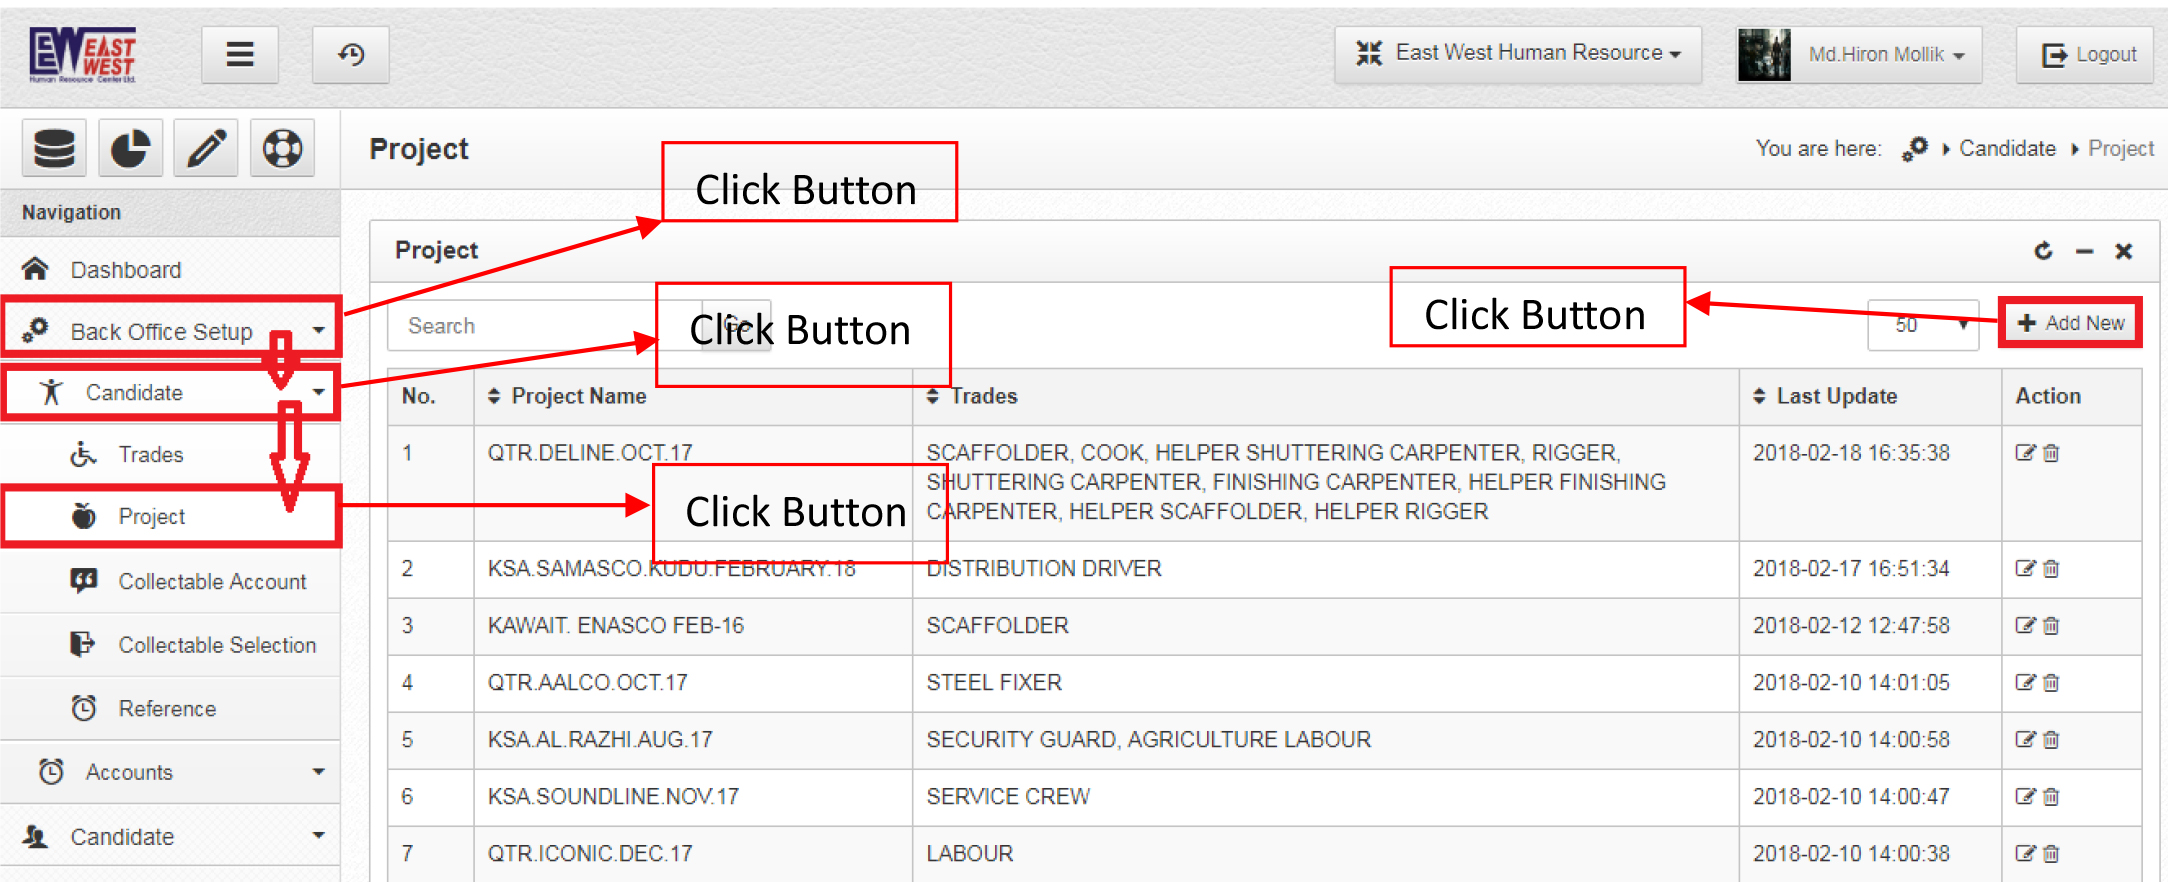 EW EAST
WEST
Human Resource Center Ltd.
East West Human Resource
Md.Hiron Mollik
Logout
Project
You are here: Candidate Project
Navigation
Dashboard
Back Office Setup
Candidate
Trades
Project
Collectable Account
Collectable Selection
Reference
Accounts
Candidate
Click Button
Click Button
Click Button
Click Button
Project
Search Go
50 Add New
No. Project Name Trades Last Update Action
1 QTR.DELINE.OCT.17 SCAFFOLDER, COOK, HELPER SHUTTERING CARPENTER, RIGGER, 2018-02-18 16:35:38
SHUTTERING CARPENTER, FINISHING CARPENTER, HELPER FINISHING
CARPENTER, HELPER SCAFFOLDER, HELPER RIGGER
2 KSA.SAMASCO.KUDU.FEBRUARY.18 DISTRIBUTION DRIVER 2018-02-17 16:51:34
3 KAWAIT. ENASCO FEB-16 SCAFFOLDER 2018-02-12 12:47:58
4 QTR.AALCO.OCT.17 STEEL FIXER 2018-02-10 14:01:05
5 KSA.AL.RAZHI.AUG.17 SECURITY GUARD, AGRICULTURE LABOUR 2018-02-10 14:00:58
6 KSA.SOUNDLINE.NOV.17 SERVICE CREW 2018-02-10 14:00:47
7 QTR.ICONIC.DEC.17 LABOUR 2018-02-10 14:00:38